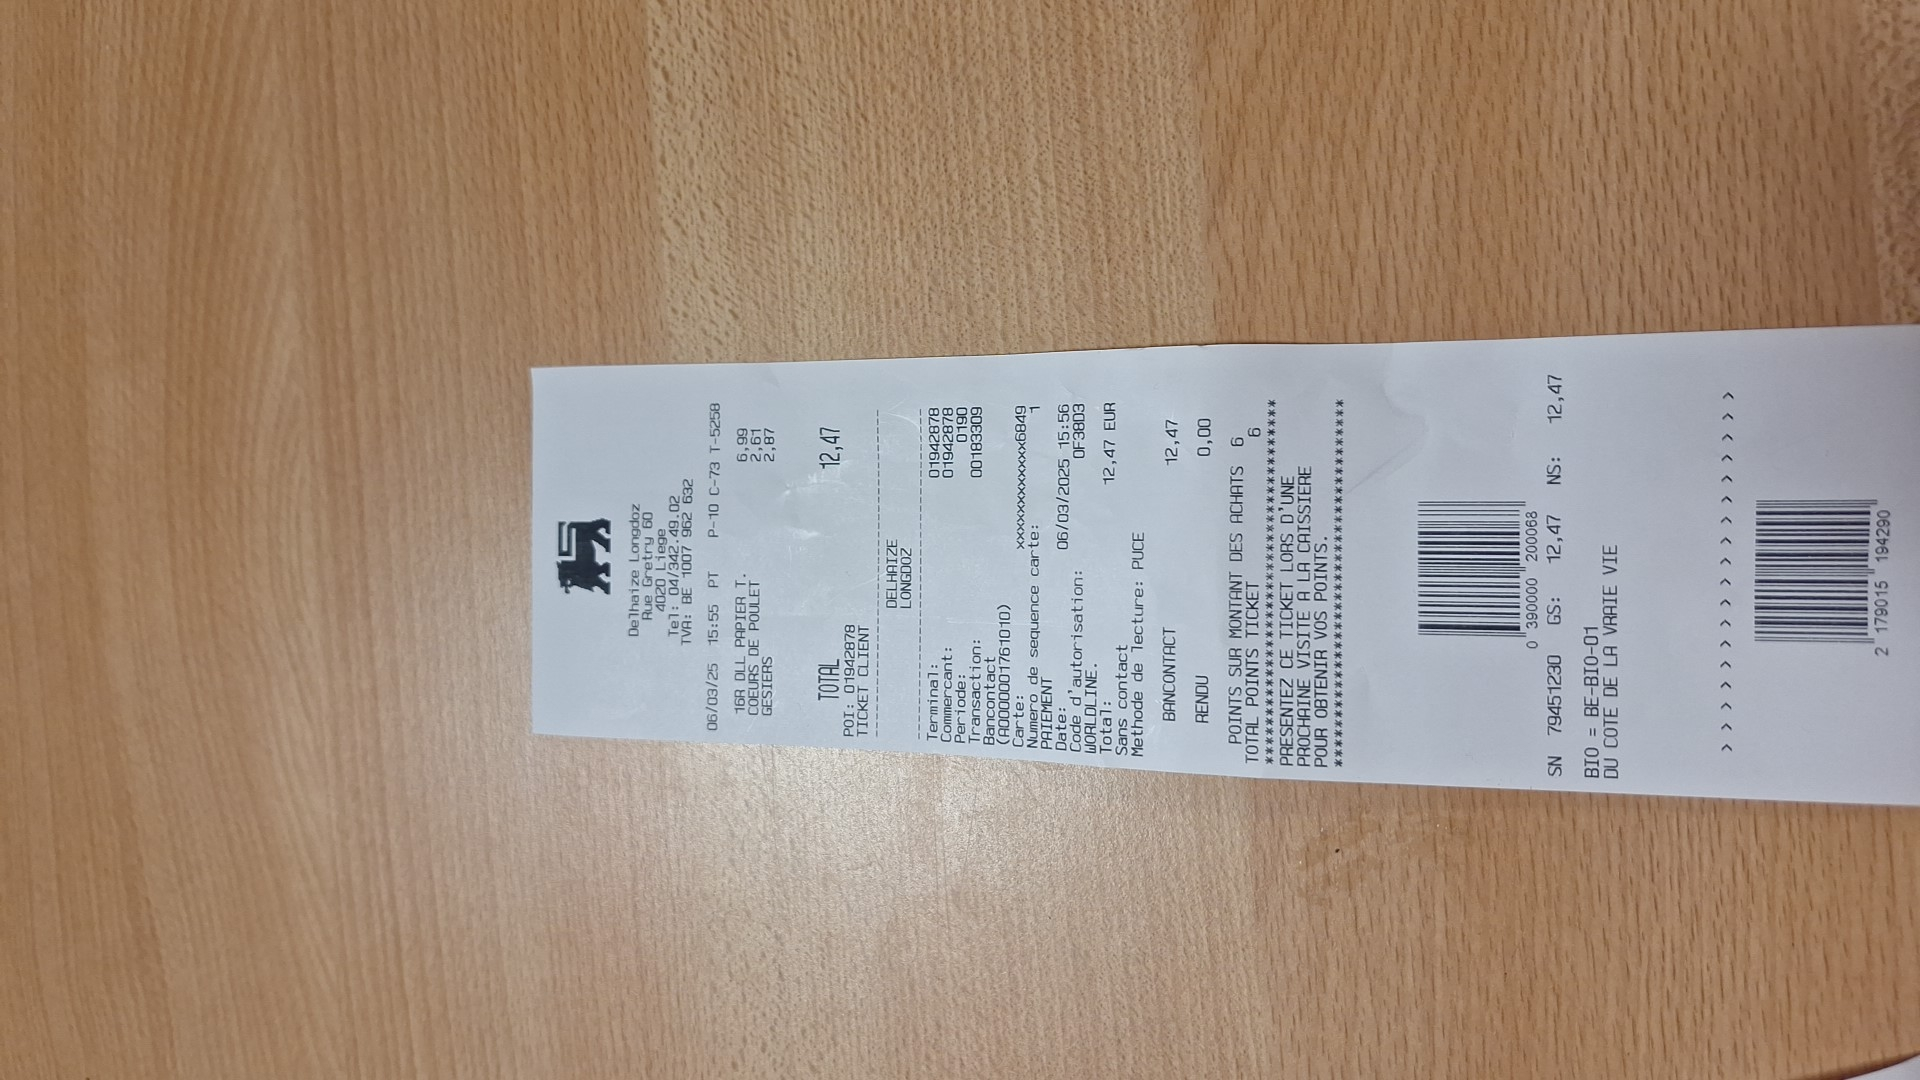 Delhaize Longdoz
Rue Gretry 60
4020 Liege
Tel: 04/342.49.02
TVA: BE 1007 962 632
06/03/25 15:55 PT P-10 C-73 T-5258
16R DLL PAPIER T. 6,99
COEURS DE POULET 2,61
GESIERS 2,87
TOTAL 12,47
POI: 01942878
TICKET CLIENT
--------------------------------
DELHAIZE
LONGDOZ
--------------------------------
Terminal: 01942878
Commercant: 01942878
Periode: 0190
Transaction: 00183309
Bancontact
(A0000001761010)
Carte: xxxxxxxxxxxxx6849
Numero de sequence carte: 1
PAIEMENT
Date: 06/03/2025 15:56
Code d'autorisation: 0F38D3
WORLDLINE.
Total: 12,47 EUR
Sans contact
Methode de lecture: PUCE
BANCONTACT 12,47
RENDU 0,00
POINTS SUR MONTANT DES ACHATS 6
TOTAL POINTS TICKET 6
****************************************
PRESENTEZ CE TICKET LORS D'UNE
PROCHAINE VISITE A LA CAISSIERE
POUR OBTENIR VOS POINTS.
****************************************
0 390000 200068
SN 79451230 GS: 12,47 NS: 12,47
BIO = BE-BIO-01
DU COTE DE LA VRAIE VIE
> > > > > > > > > > > > > > > > > >
2 179015 194290